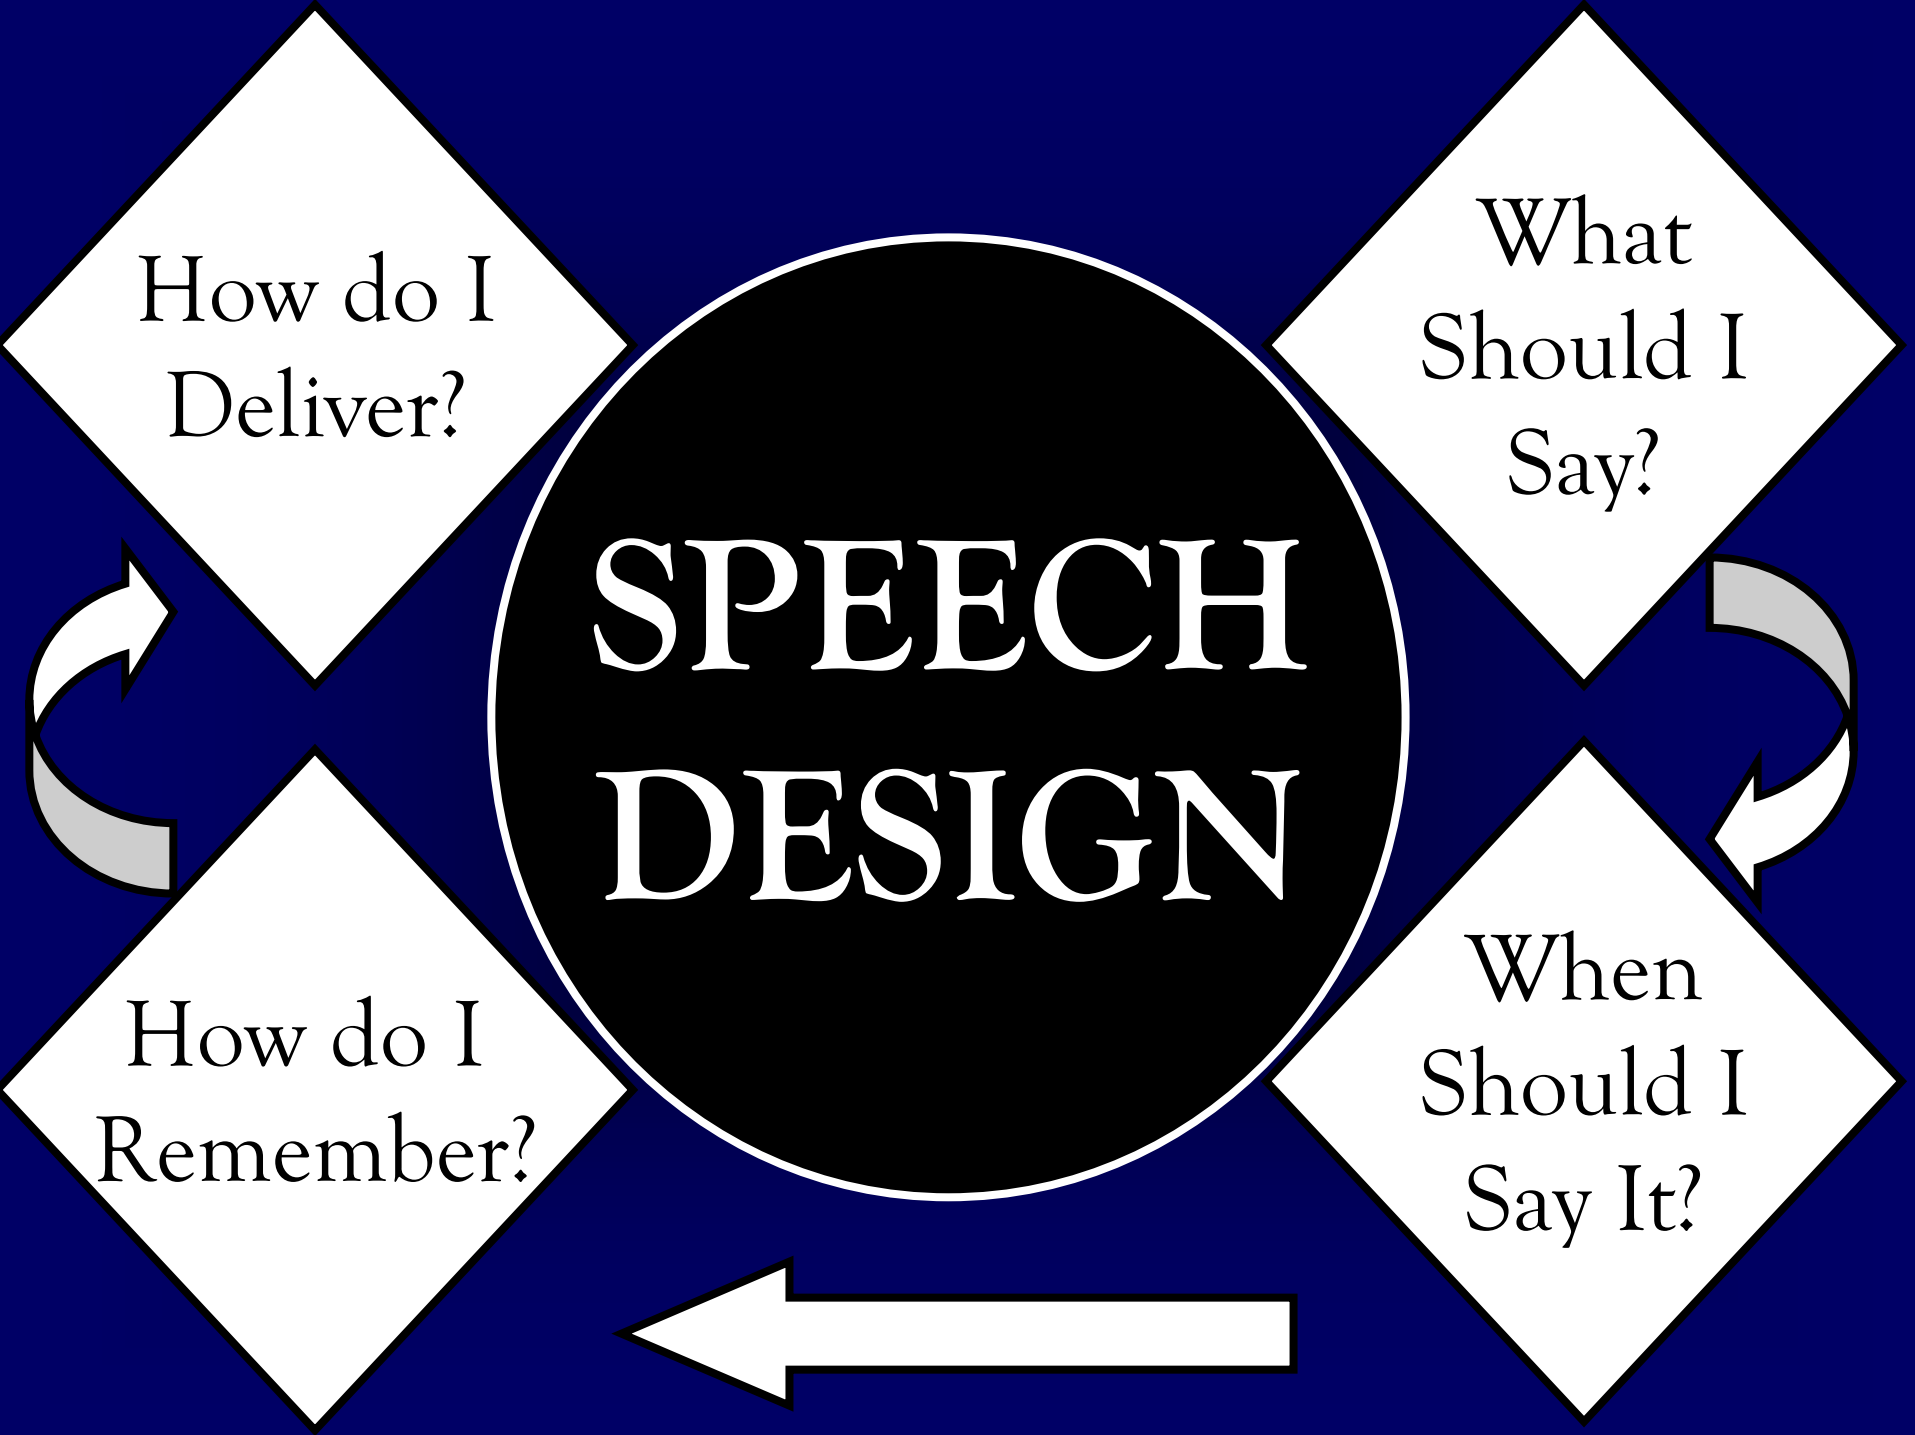 How do I
Deliver?
What
Should I
Say?
SPEECH
DESIGN
How do I
Remember?
When
Should I
Say It?